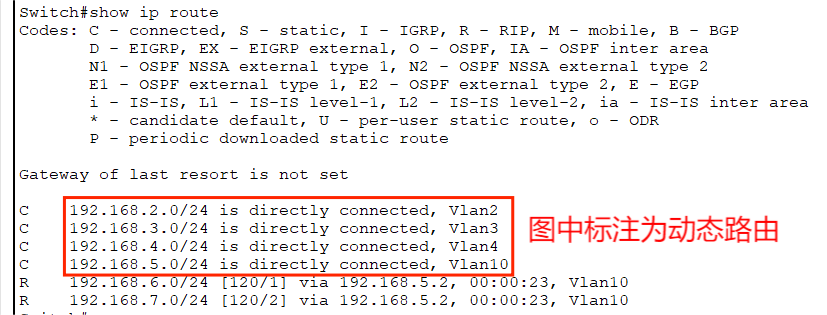 Switch#show ip route
Codes: C - connected, S - static, I - IGRP, R - RIP, M - mobile, B - BGP
D - EIGRP, EX - EIGRP external, O - OSPF, IA - OSPF inter area
N1 - OSPF NSSA external type 1, N2 - OSPF NSSA external type 2
E1 - OSPF external type 1, E2 - OSPF external type 2, E - EGP
i - IS-IS, L1 - IS-IS level-1, L2 - IS-IS level-2, ia - IS-IS inter area
* - candidate default, U - per-user static route, o - ODR
P - periodic downloaded static route
Gateway of last resort is not set
C 192.168.2.0/24 is directly connected, Vlan2
C 192.168.3.0/24 is directly connected, Vlan3
图中标注为动态路由
C 192.168.4.0/24 is directly connected, Vlan4
C 192.168.5.0/24 is directly connected, Vlan10
R 192.168.6.0/24 [120/1] via 192.168.5.2, 00:00:23, Vlan10
R 192.168.7.0/24 [120/2] via 192.168.5.2, 00:00:23, Vlan10